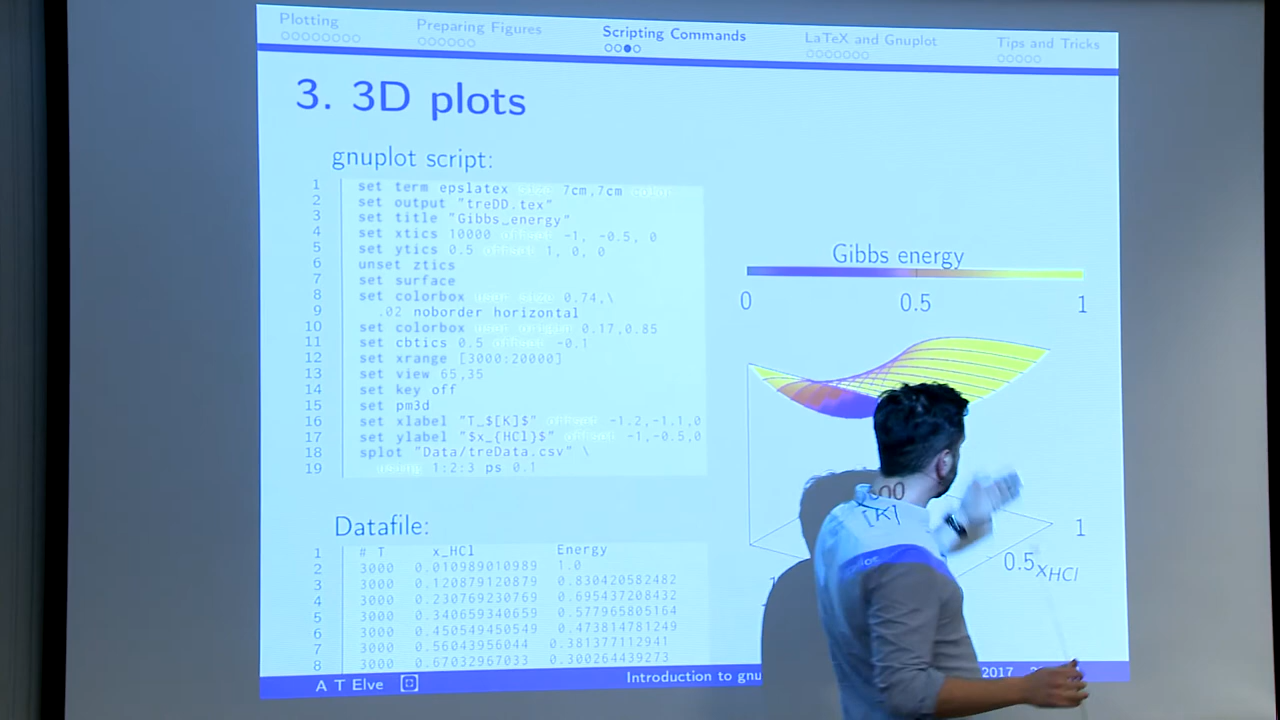 Plotting
Preparing Figures
Scripting Commands
LaTeX and Gnuplot
Tips and Tricks
3. 3D plots
gnuplot script:
1 set term epslatex 7cm,7cm
2 set output "treDD.tex"
3 set title "Gibbs_energy"
4 set xtics 10000 offset -1, -0.5, 0
5 set ytics 0.5 offset 1, 0, 0
6 unset ztics
7 set surface
8 set colorbox 0.74,\
9 .02 noborder horizontal
10 set colorbox 0.17,0.85
11 set cbtics 0.5 offset -0.1
12 set xrange [3000:20000]
13 set view 65,35
14 set key off
15 set pm3d
16 set xlabel "T_$[K]$" offset -1.2,-1.1,0
17 set ylabel "$x_{HCl}$" offset -1,-0.5,0
18 splot "Data/treData.csv" \
19 1:2:3 ps 0.1
Gibbs energy
0 0.5 1
00
[K]
1
0.5
xHCl
1
Datafile:
1 # T x_HCl Energy
2 3000 0.010989010989 1.0
3 3000 0.120879120879 0.830420582482
4 3000 0.230769230769 0.695437208432
5 3000 0.340659340659 0.577965805164
6 3000 0.450549450549 0.473814781249
7 3000 0.56043956044 0.381377112941
8 3000 0.67032967033 0.300264439273
A T Elve
Introduction to gnu
2017